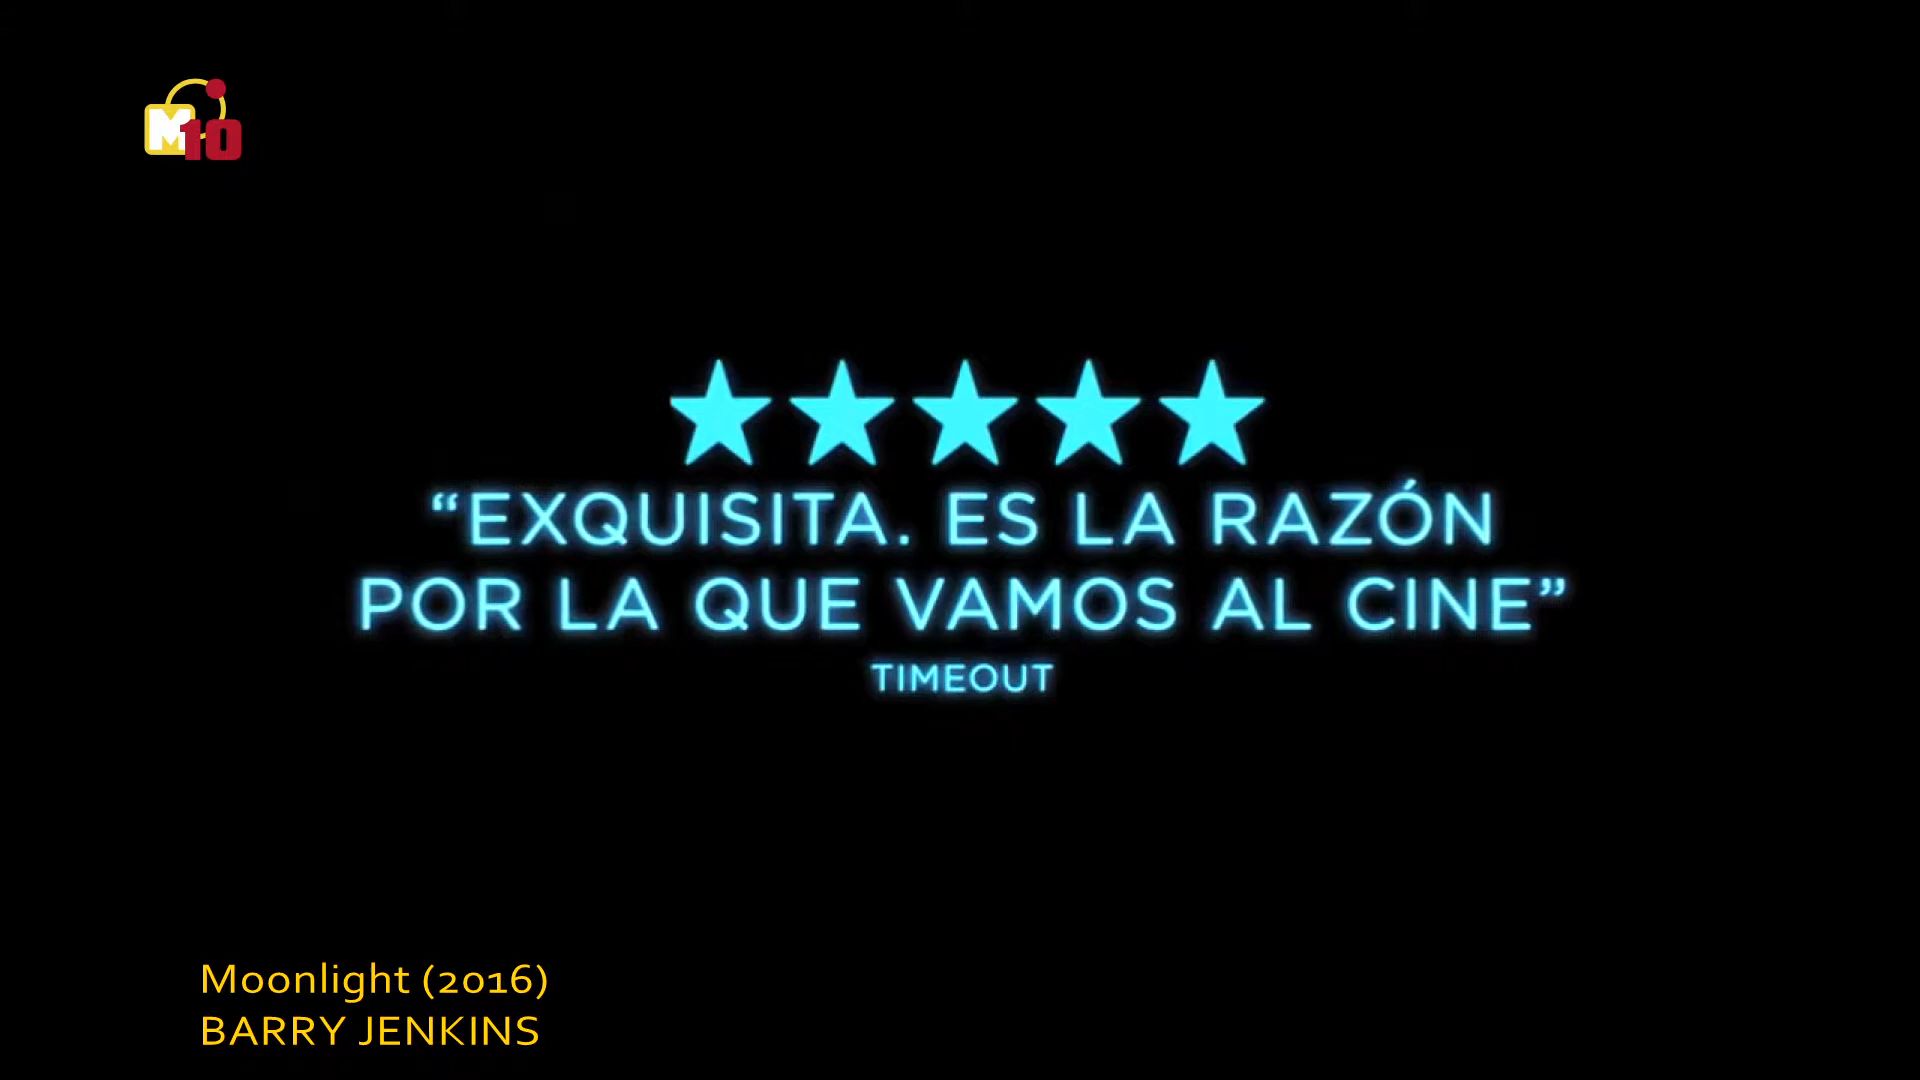 M10
“EXQUISITA. ES LA RAZÓN
POR LA QUE VAMOS AL CINE”
TIMEOUT
Moonlight (2016)
BARRY JENKINS